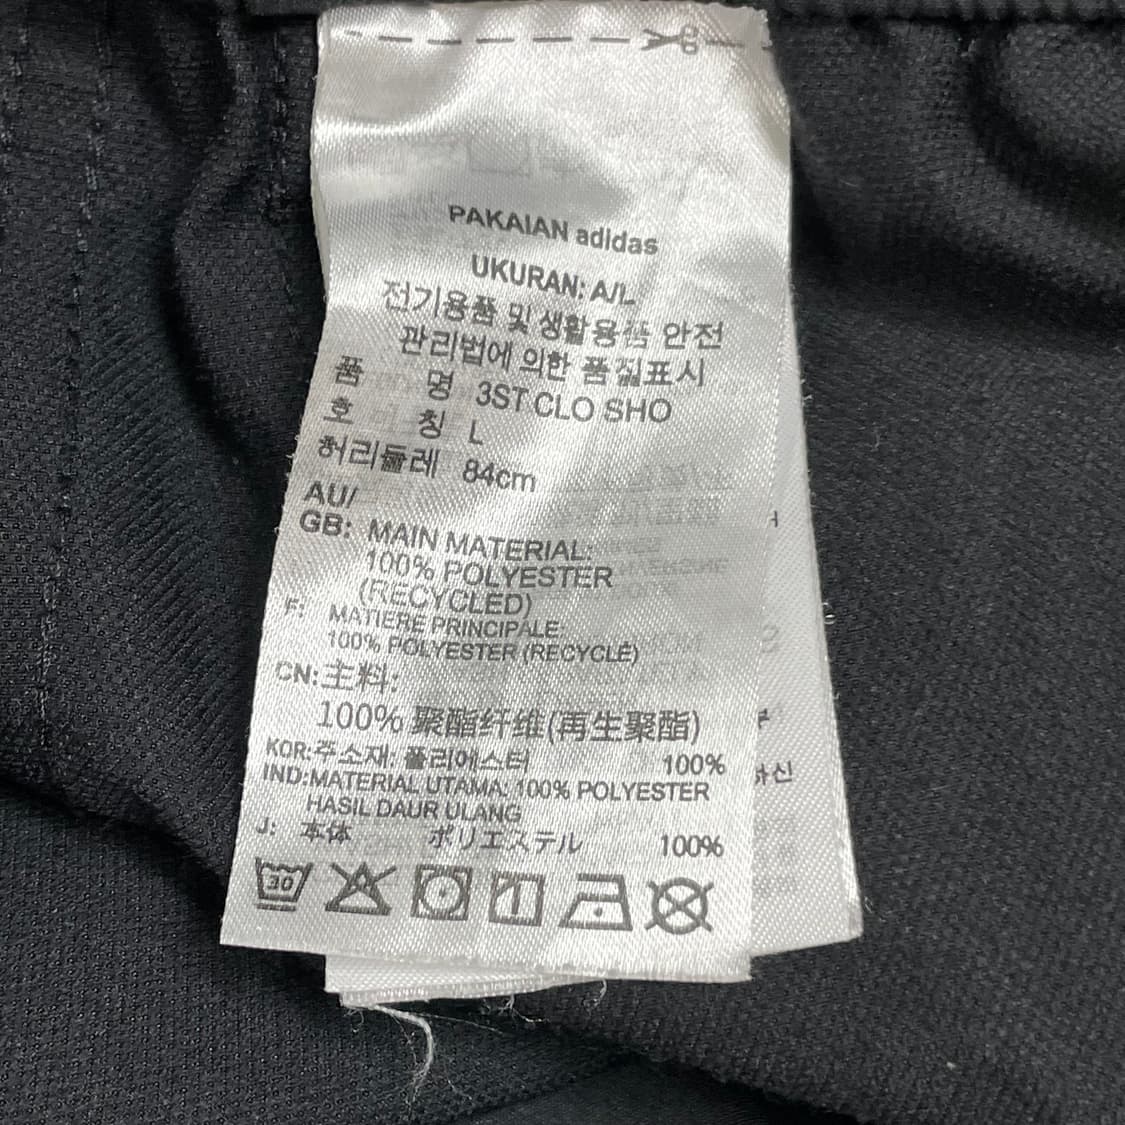 PAKAIAN adidas
UKURAN: A/L
전기용품 및 생활용품 안전
관리법에 의한 품질표시
품 명 3ST CLO SHO
호 칭 L
허리둘레 84cm
AU/
GB: MAIN MATERIAL:
100% POLYESTER
(RECYCLED)
F: MATIERE PRINCIPALE:
100% POLYESTER (RECYCLÉ)
CN:主料:
100% 聚酯纤维(再生聚酯)
KOR:주소재: 폴리에스터 100%
IND:MATERIAL UTAMA: 100% POLYESTER
HASIL DAUR ULANG
J: 本体 ポリエステル 100%
30